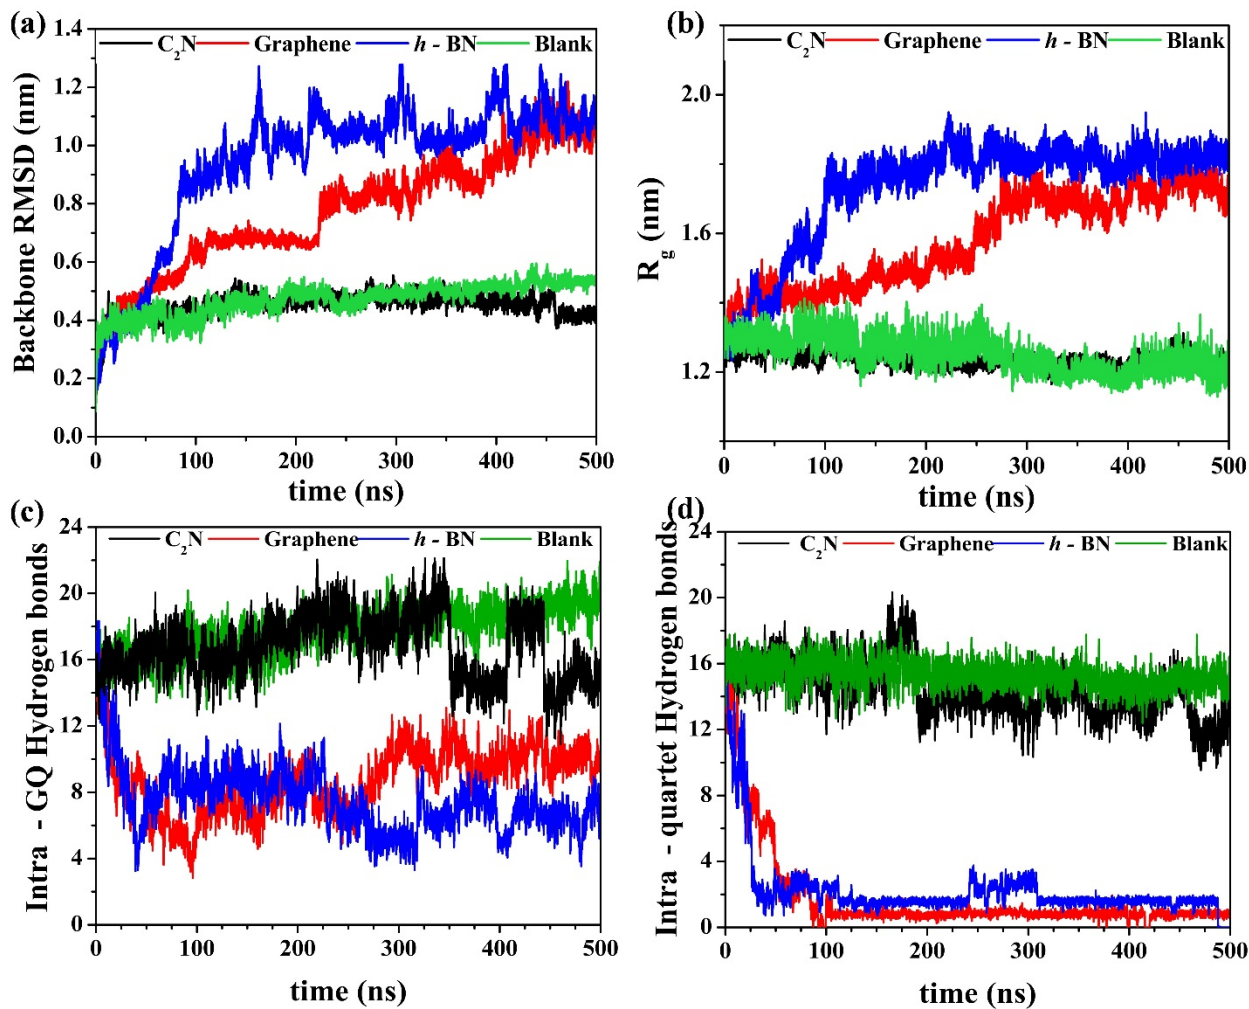 (a)
C₂N Graphene h - BN Blank
Backbone RMSD (nm)
1.4
1.2
1.0
0.8
0.6
0.4
0.2
0.0
0 100 200 300 400 500
time (ns)
(b)
C₂N Graphene h - BN Blank
R_g (nm)
2.0
1.8
1.6
1.4
1.2
0 100 200 300 400 500
time (ns)
(c)
C₂N Graphene h - BN Blank
Intra - GQ Hydrogen bonds
24
20
16
12
8
4
0
0 100 200 300 400 500
time (ns)
(d)
C₂N Graphene h - BN Blank
Intra - quartet Hydrogen bonds
24
20
16
12
8
4
0
0 100 200 300 400 500
time (ns)